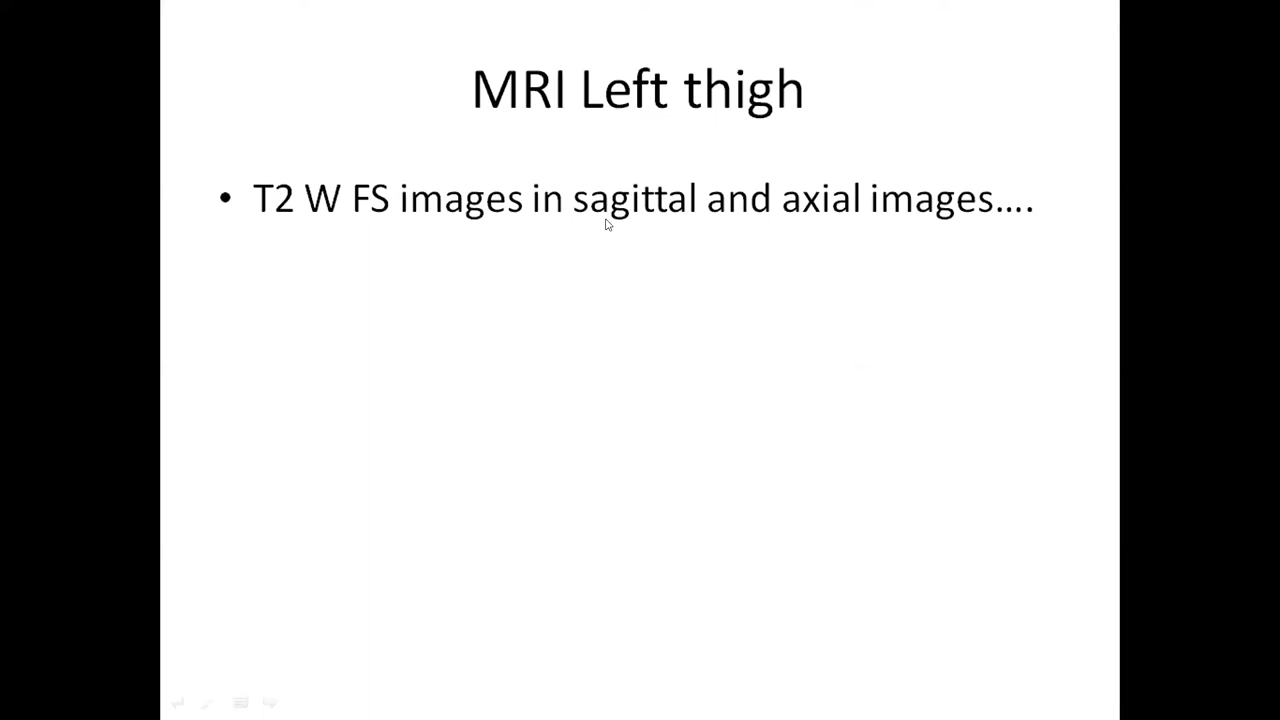 MRI Left thigh
• T2 W FS images in sagittal and axial images....